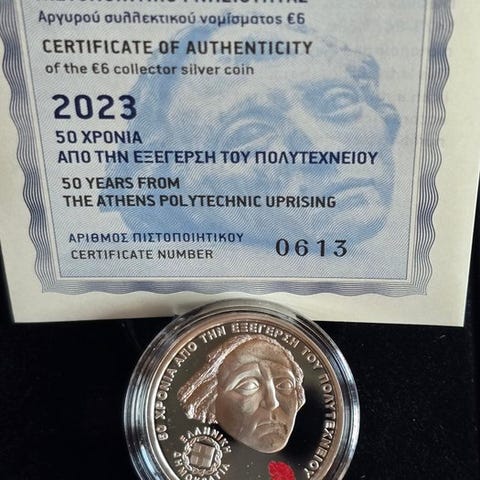 Αργυρού συλλεκτικού νομίσματος €6
CERTIFICATE OF AUTHENTICITY
of the €6 collector silver coin
2023
50 ΧΡΟΝΙΑ
ΑΠΟ ΤΗΝ ΕΞΕΓΕΡΣΗ ΤΟΥ ΠΟΛΥΤΕΧΝΕΙΟΥ
50 YEARS FROM
THE ATHENS POLYTECHNIC UPRISING
ΑΡΙΘΜΟΣ ΠΙΣΤΟΠΟΙΗΤΙΚΟΥ
CERTIFICATE NUMBER 0613
50 ΧΡΟΝΙΑ ΑΠΟ ΤΗΝ ΕΞΕΓΕΡΣΗ ΤΟΥ ΠΟΛΥΤΕΧΝΕΙΟΥ
ΕΛΛΗΝΙΚΗ
ΔΗΜΟΚΡΑΤΙΑ